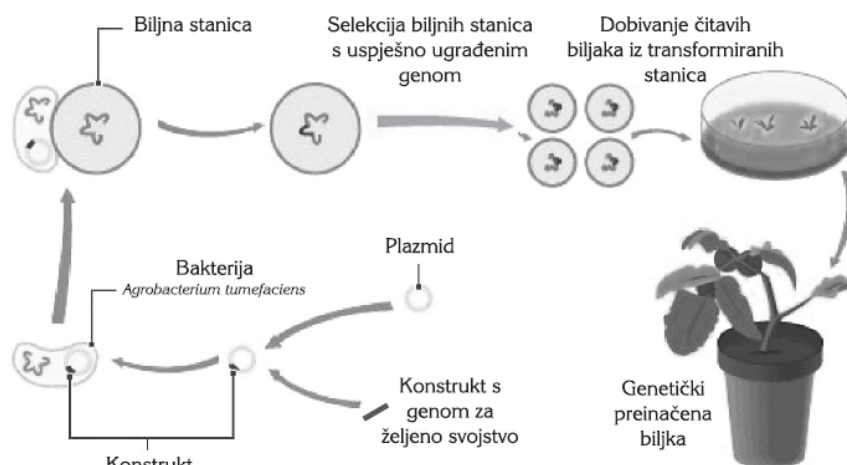 Biljna stanica
Selekcija biljnih stanica
s uspješno ugrađenim
genom
Dobivanje čitavih
biljaka iz transformiranih
stanica
Plazmid
Bakterija
Agrobacterium tumefaciens
Konstrukt s
genom za
željeno svojstvo
Genetički
preinačena
biljka
Konstrukt